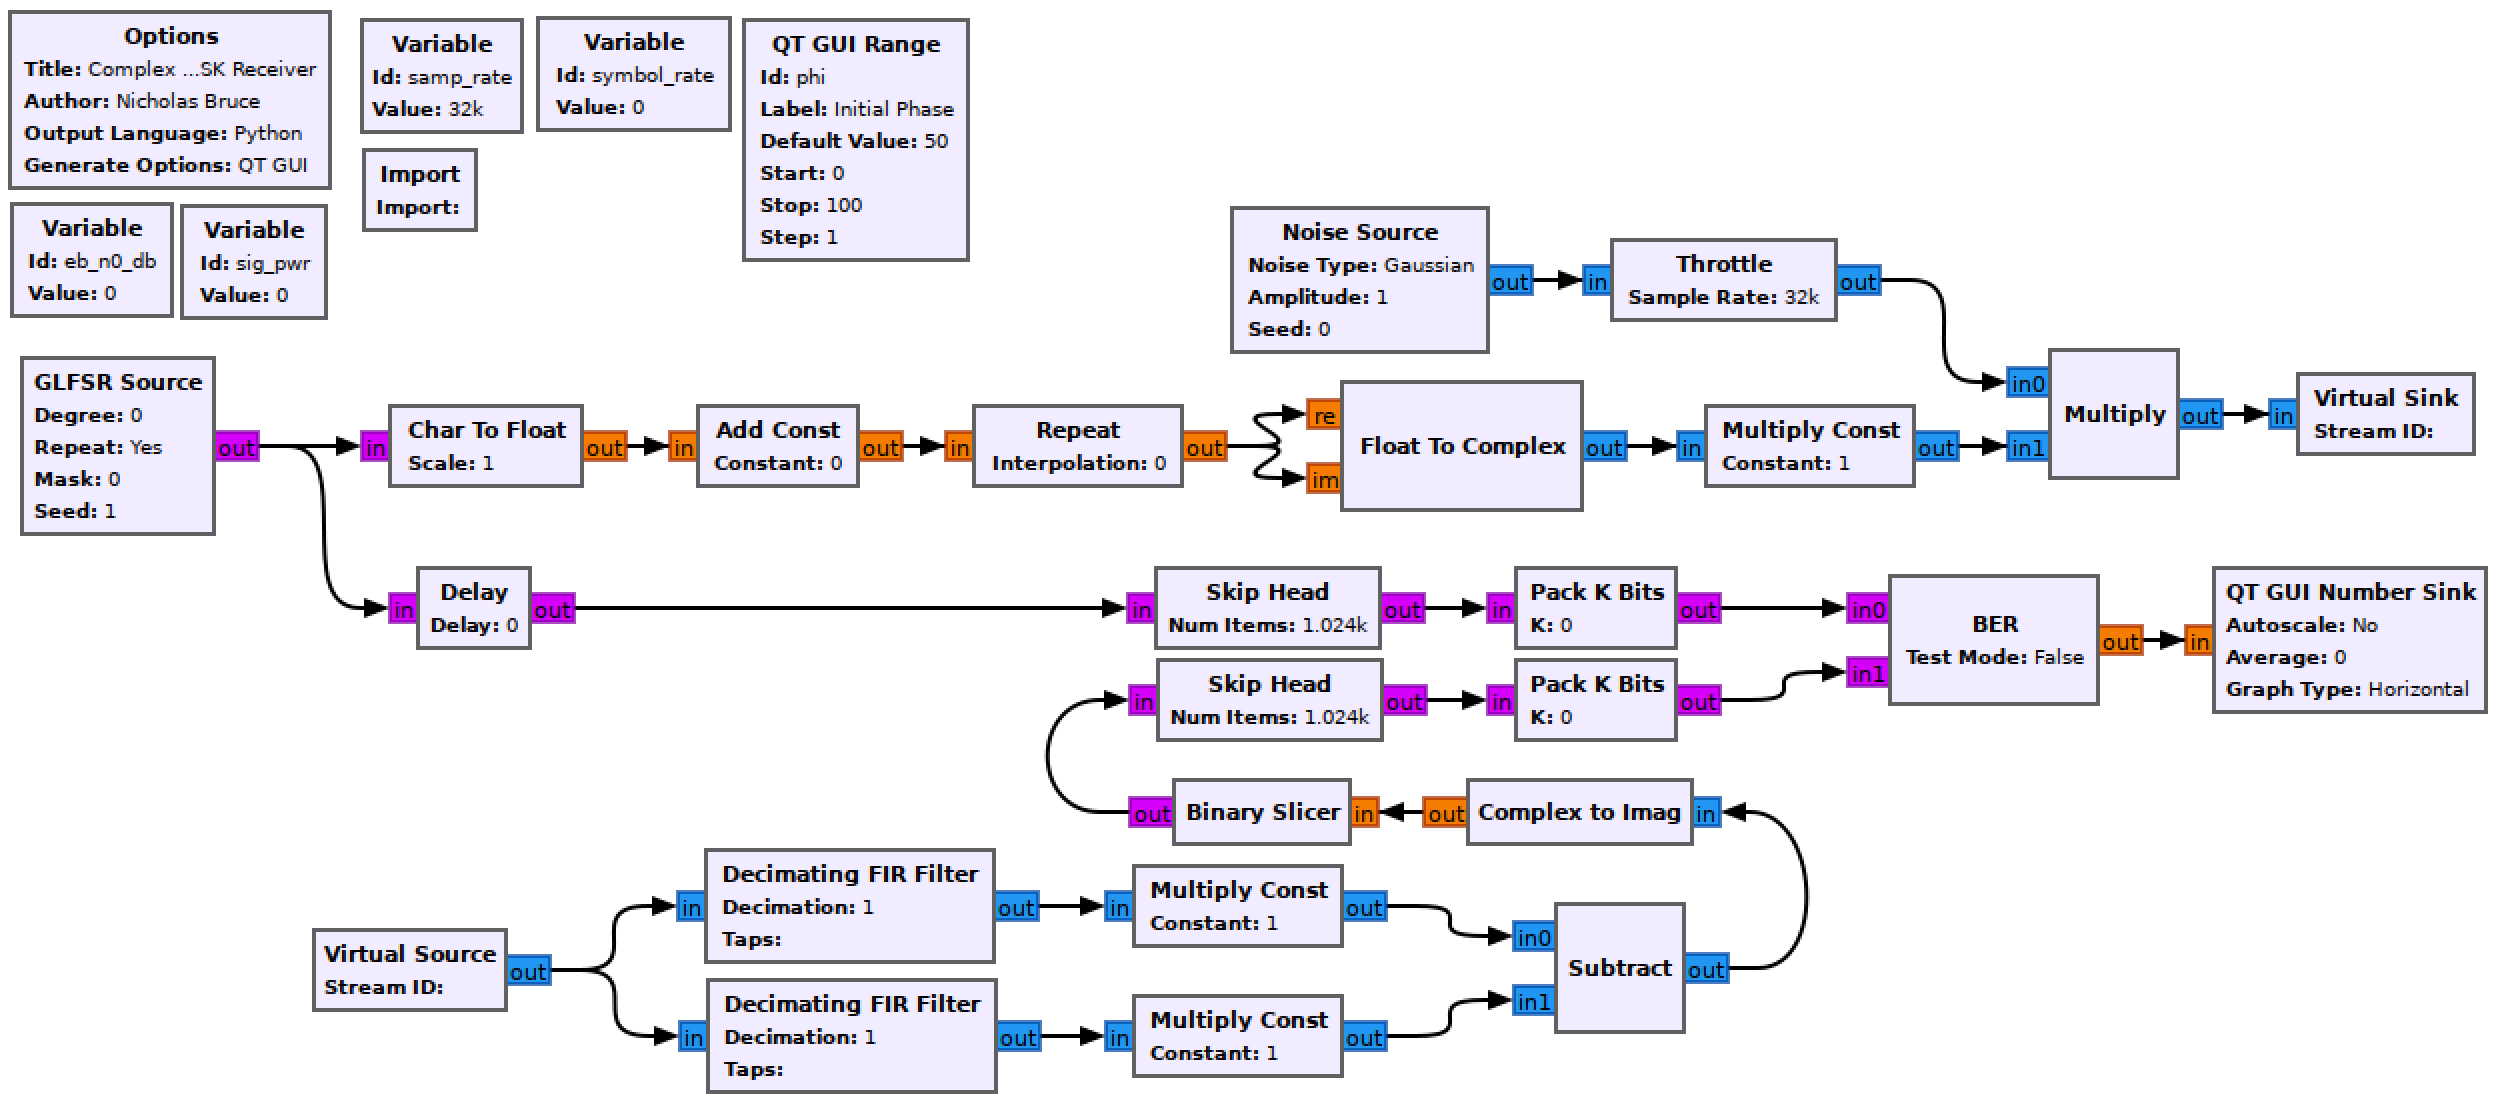 Options
Title: Complex ...SK Receiver
Author: Nicholas Bruce
Output Language: Python
Generate Options: QT GUI
Variable
Id: samp_rate
Value: 32k
Variable
Id: symbol_rate
Value: 0
QT GUI Range
Id: phi
Label: Initial Phase
Default Value: 50
Start: 0
Stop: 100
Step: 1
Import
Import:
Variable
Id: eb_n0_db
Value: 0
Variable
Id: sig_pwr
Value: 0
Noise Source
Noise Type: Gaussian
Amplitude: 1
Seed: 0
out
in
Throttle
Sample Rate: 32k
out
GLFSR Source
Degree: 0
Repeat: Yes
Mask: 0
Seed: 1
out
in
Char To Float
Scale: 1
out
in
Add Const
Constant: 0
out
in
Repeat
Interpolation: 0
out
re
im
Float To Complex
out
in
Multiply Const
Constant: 1
out
in0
in1
Multiply
out
in
Virtual Sink
Stream ID:
in
Delay
Delay: 0
out
in
Skip Head
Num Items: 1.024k
out
in
Pack K Bits
K: 0
out
in0
in1
BER
Test Mode: False
out
in
QT GUI Number Sink
Autoscale: No
Average: 0
Graph Type: Horizontal
in
Skip Head
Num Items: 1.024k
out
in
Pack K Bits
K: 0
out
out
Binary Slicer
in
out
Complex to Imag
in
Virtual Source
Stream ID:
out
in
Decimating FIR Filter
Decimation: 1
Taps:
out
in
Multiply Const
Constant: 1
out
in
Decimating FIR Filter
Decimation: 1
Taps:
out
in
Multiply Const
Constant: 1
out
in0
in1
Subtract
out